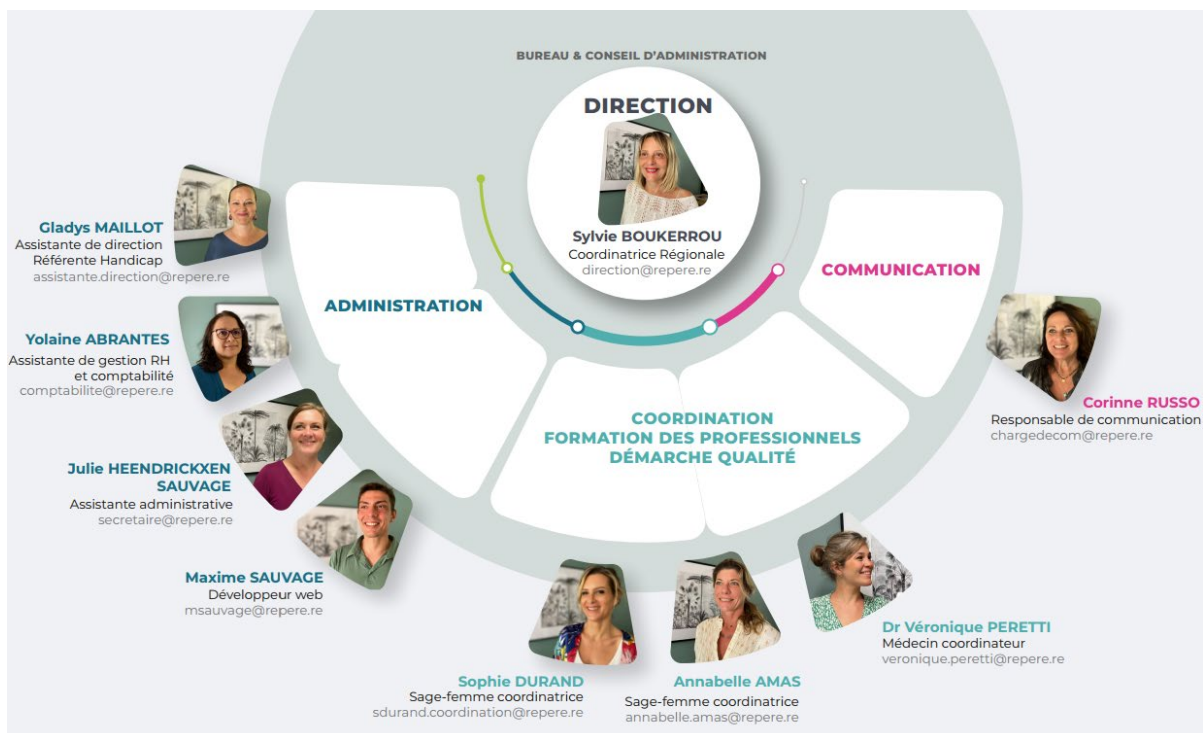 BUREAU & CONSEIL D'ADMINISTRATION
DIRECTION
Sylvie BOUKERROU
Coordinatrice Régionale
direction@repere.re
Gladys MAILLOT
Assistante de direction
Référente Handicap
assistante.direction@repere.re
ADMINISTRATION
COMMUNICATION
Yolaine ABRANTES
Assistante de gestion RH
et comptabilité
comptabilite@repere.re
Corinne RUSSO
Responsable de communication
chargedecom@repere.re
COORDINATION
FORMATION DES PROFESSIONNELS
DÉMARCHE QUALITÉ
Julie HEENDRICKXEN
SAUVAGE
Assistante administrative
secretaire@repere.re
Maxime SAUVAGE
Développeur web
msauvage@repere.re
Sophie DURAND
Sage-femme coordinatrice
sdurand.coordination@repere.re
Annabelle AMAS
Sage-femme coordinatrice
annabelle.amas@repere.re
Dr Véronique PERETTI
Médecin coordinateur
veronique.peretti@repere.re